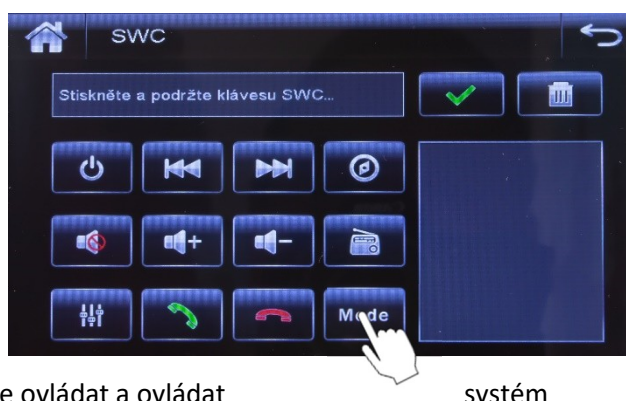 SWC
Stiskněte a podržte klávesu SWC...
Mode
e ovládat a ovládat systém